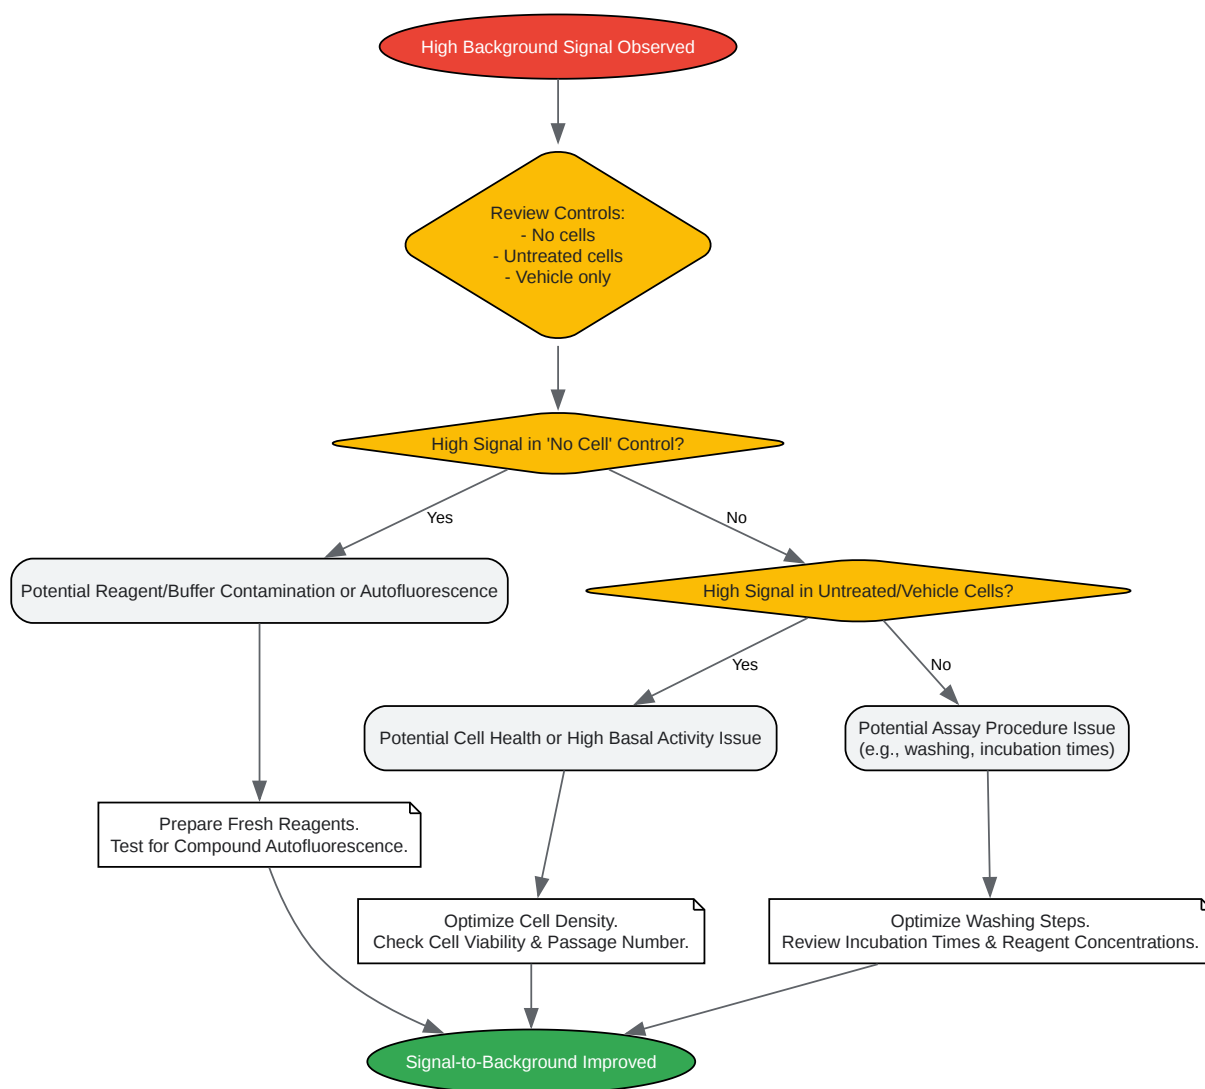 High Background Signal Observed
Review Controls:
- No cells
- Untreated cells
- Vehicle only
High Signal in 'No Cell' Control?
Yes
No
Potential Reagent/Buffer Contamination or Autofluorescence
High Signal in Untreated/Vehicle Cells?
Yes
No
Potential Cell Health or High Basal Activity Issue
Potential Assay Procedure Issue
(e.g., washing, incubation times)
Prepare Fresh Reagents.
Test for Compound Autofluorescence.
Optimize Cell Density.
Check Cell Viability & Passage Number.
Optimize Washing Steps.
Review Incubation Times & Reagent Concentrations.
Signal-to-Background Improved